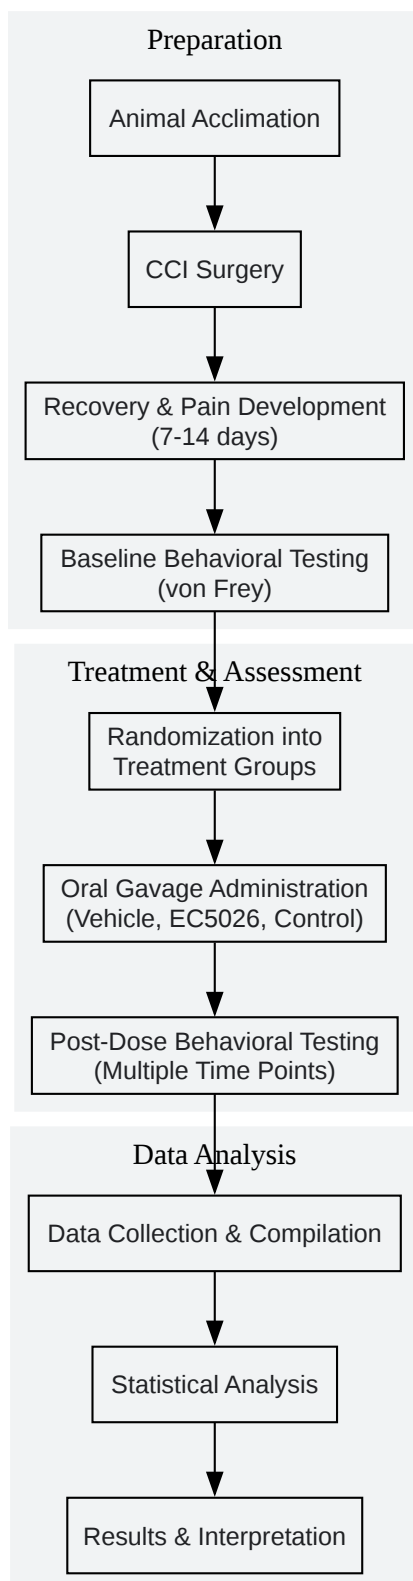 Preparation
Animal Acclimation
CCI Surgery
Recovery & Pain Development
(7-14 days)
Baseline Behavioral Testing
(von Frey)
Treatment & Assessment
Randomization into
Treatment Groups
Oral Gavage Administration
(Vehicle, EC5026, Control)
Post-Dose Behavioral Testing
(Multiple Time Points)
Data Analysis
Data Collection & Compilation
Statistical Analysis
Results & Interpretation